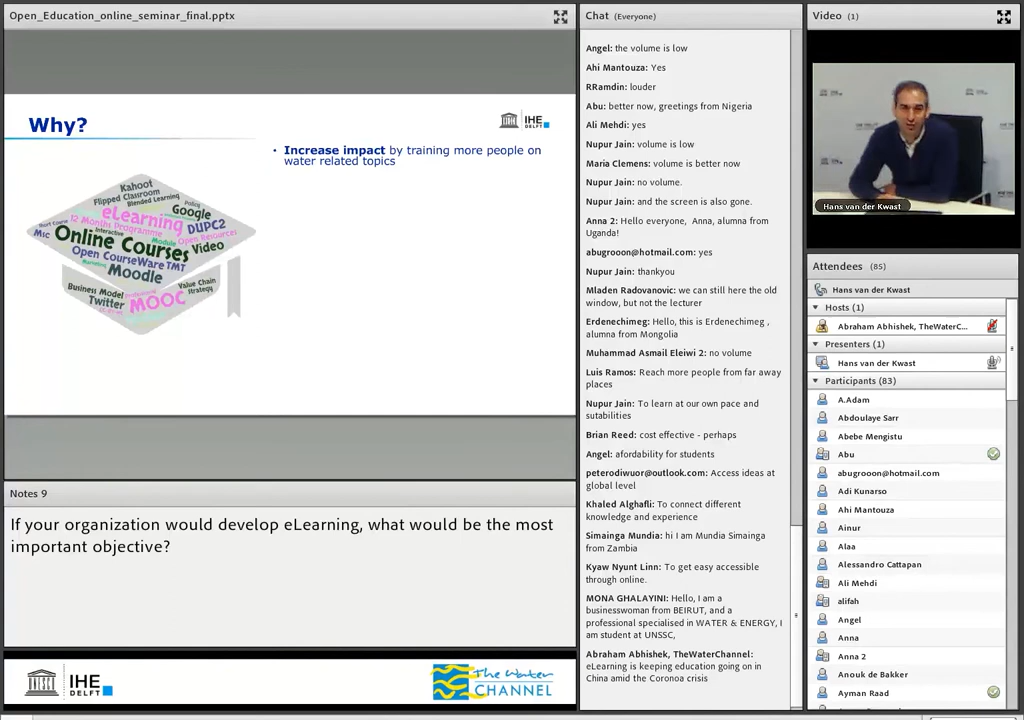 Open_Education_online_seminar_final.pptx
Why?
IHE
DELFT
• Increase impact by training more people on
water related topics
Kahoot
Flipped Classroom
Blended Learning
Policy
Google
eLearning
12 Months Programme
DUPC2
Short Course
Interactive
Msc
Online Courses
Module
Open Resources
Video
Open CourseWare
TMT
Marketing
Moodle
Business Model
Value Chain
Strategy
Twitter
MOOC
Notes 9
If your organization would develop eLearning, what would be the most
important objective?
IHE
DELFT
The Water
CHANNEL
Chat (Everyone)
Angel: the volume is low
Ahi Mantouza: Yes
RRamdin: louder
Abu: better now, greetings from Nigeria
Ali Mehdi: yes
Nupur Jain: volume is low
Maria Clemens: volume is better now
Nupur Jain: no volume.
Nupur Jain: and the screen is also gone.
Anna 2: Hello everyone, Anna, alumna from
Uganda!
abugrooon@hotmail.com: yes
Nupur Jain: thankyou
Mladen Radovanovic: we can still here the old
window, but not the lecturer
Erdenechimeg: Hello, this is Erdenechimeg ,
alumna from Mongolia
Muhammad Asmail Eleiwi 2: no volume
Luis Ramos: Reach more people from far away
places
Nupur Jain: To learn at our own pace and
sutabilities
Brian Reed: cost effective - perhaps
Angel: afordability for students
peterodiwuor@outlook.com: Access ideas at
global level
Khaled Alghafli: To connect different
knowledge and experience
Simainga Mundia: hi I am Mundia Simainga
from Zambia
Kyaw Nyunt Linn: To get easy accessible
through online.
MONA GHALAYINI: Hello, I am a
businesswoman from BEIRUT, and a
professional specialised in WATER & ENERGY, I
am student at UNSSC,
Abraham Abhishek, TheWaterChannel:
eLearning is keeping education going on in
China amid the Coronoa crisis
Video (1)
Hans van der Kwast
Attendees (85)
Hans van der Kwast
Hosts (1)
Abraham Abhishek, TheWaterC...
Presenters (1)
Hans van der Kwast
Participants (83)
A.Adam
Abdoulaye Sarr
Abebe Mengistu
Abu
abugrooon@hotmail.com
Adi Kunarso
Ahi Mantouza
Ainur
Alaa
Alessandro Cattapan
Ali Mehdi
alifah
Angel
Anna
Anna 2
Anouk de Bakker
Ayman Raad